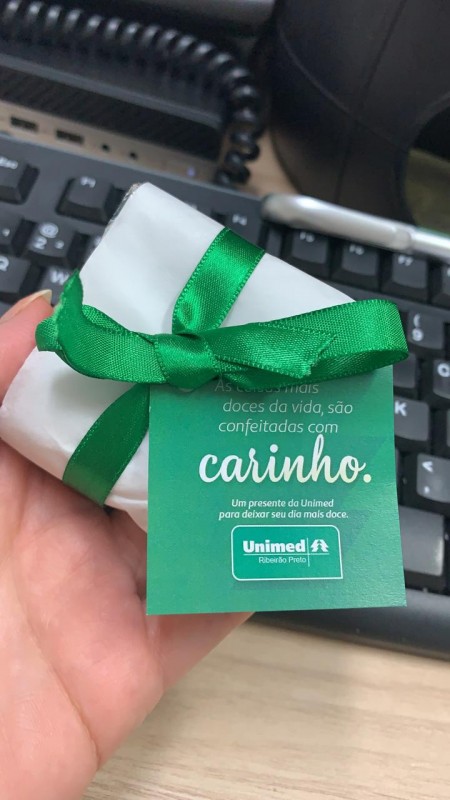 As coisas mais
doces da vida, são
confeitadas com
carinho.
Um presente da Unimed
para deixar seu dia mais doce.
Unimed
Ribeirão Preto